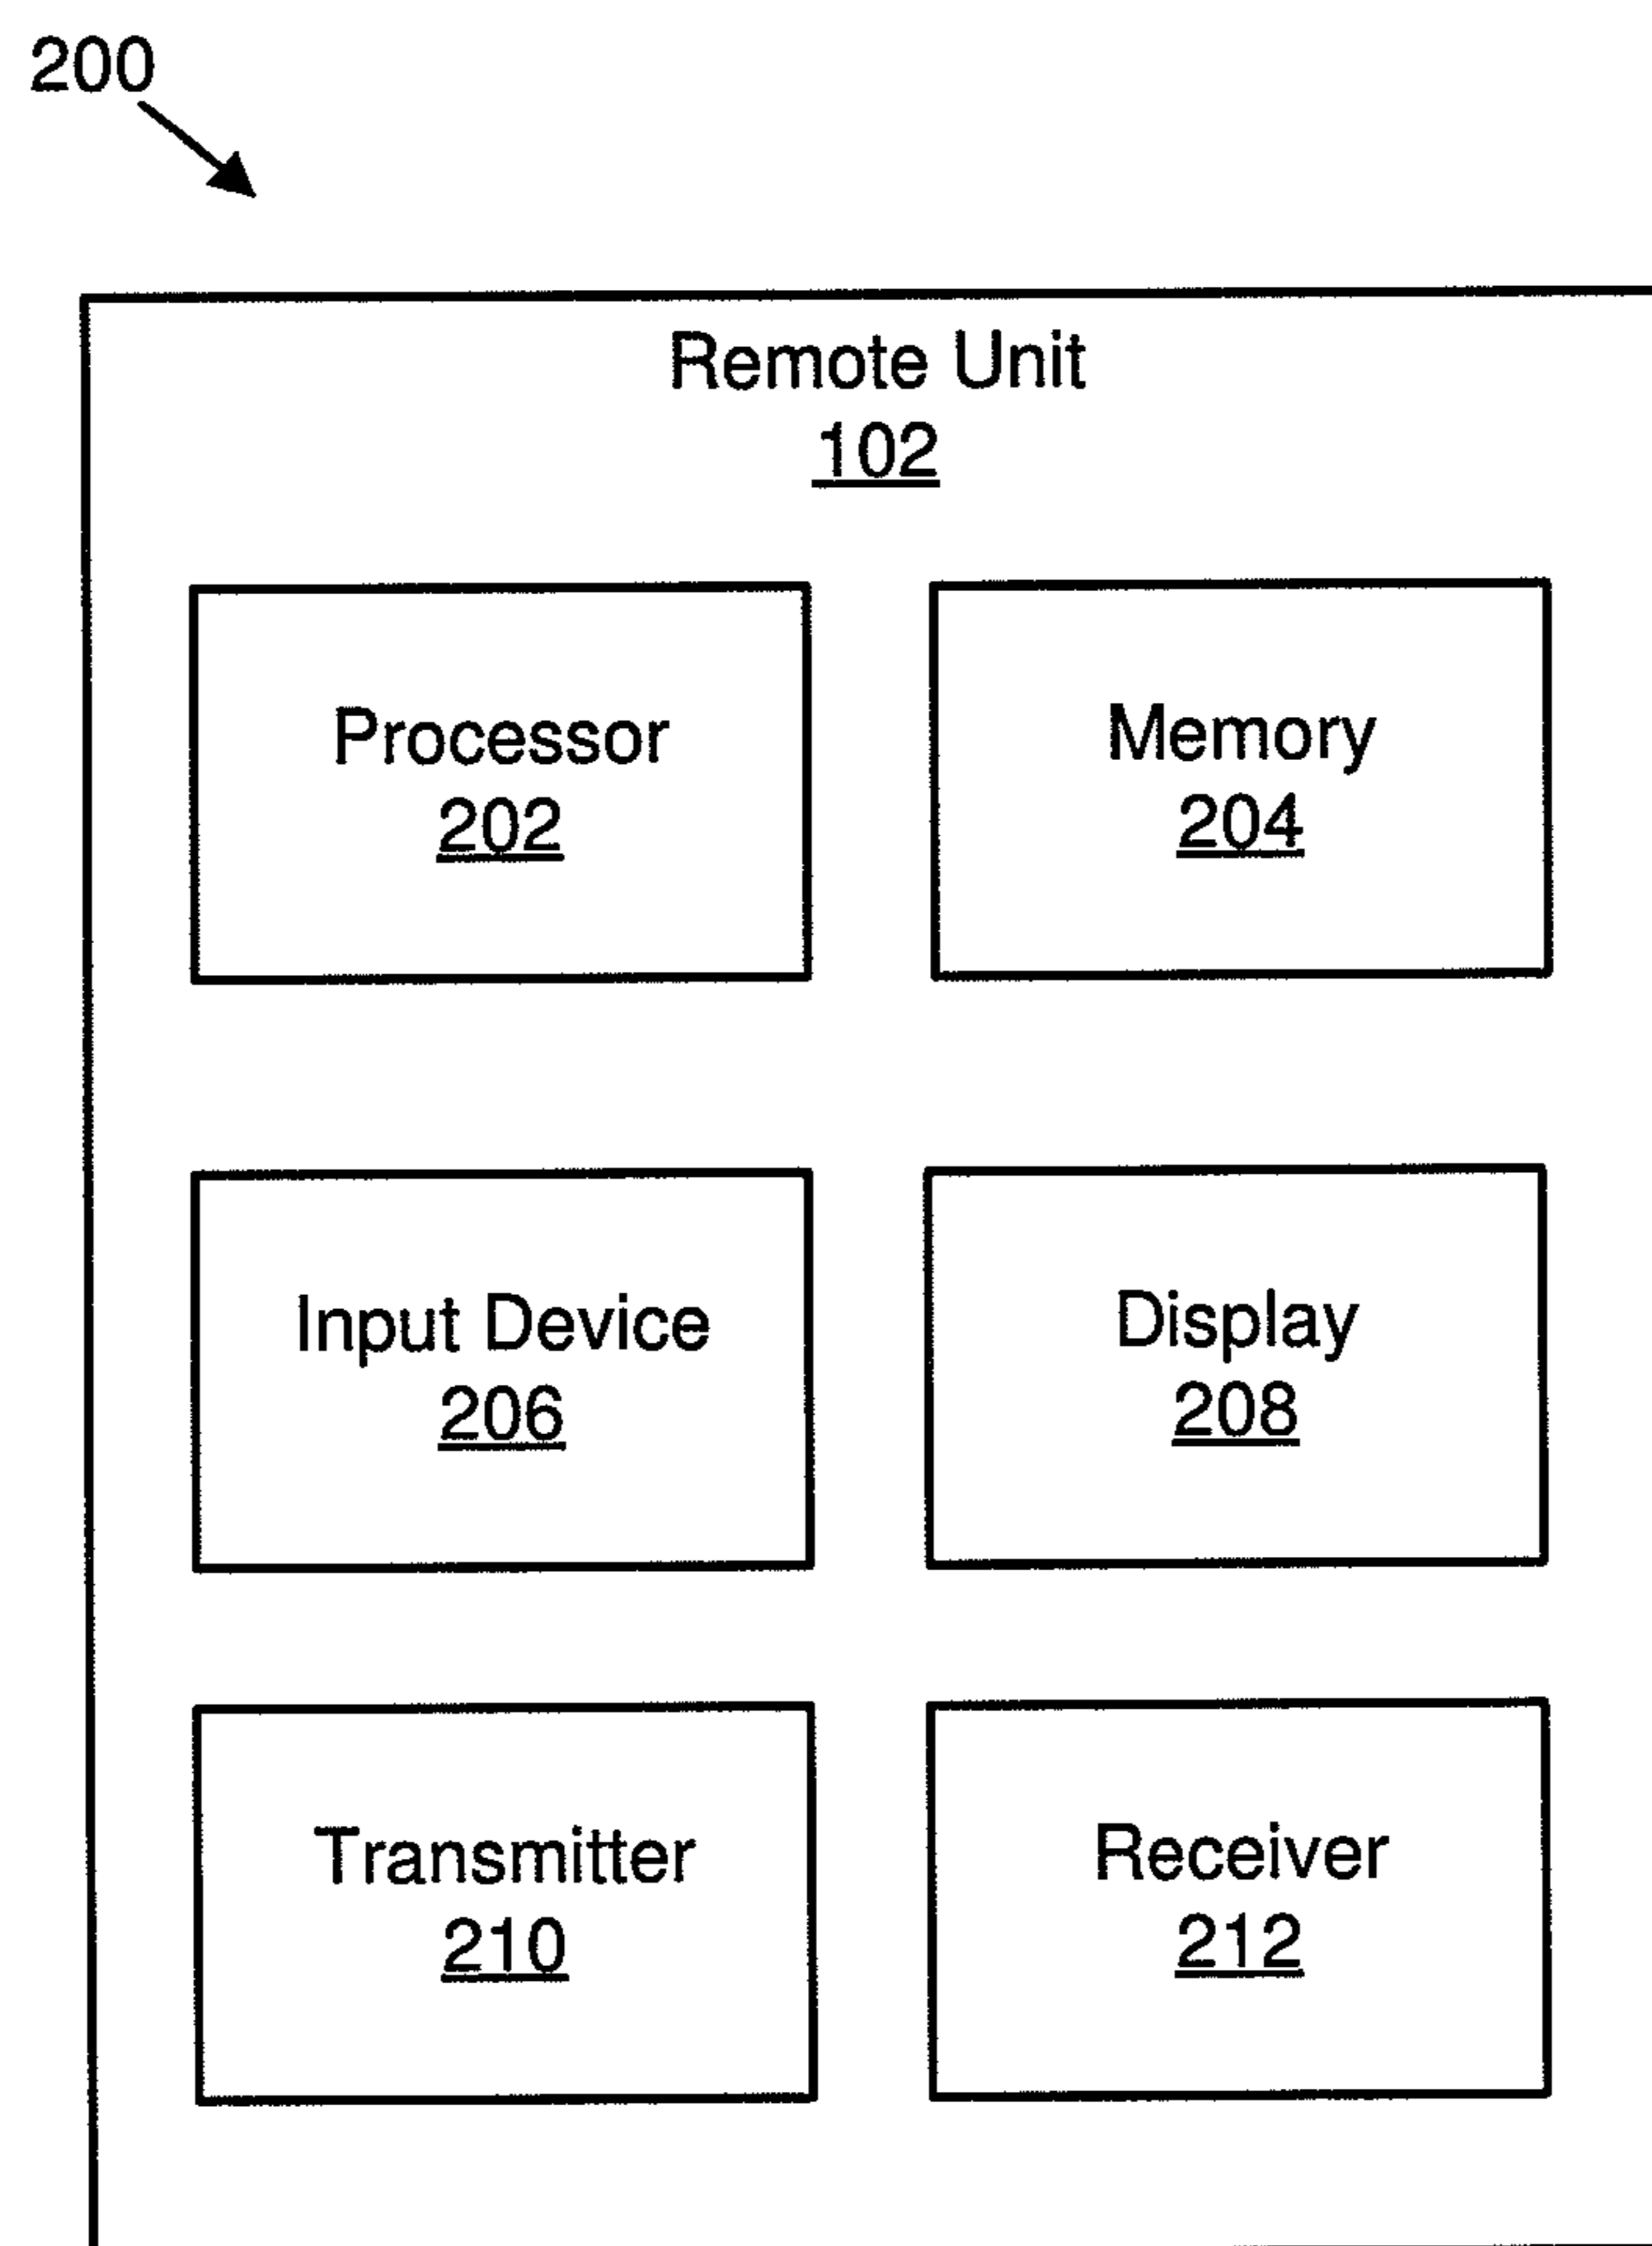 200
Remote Unit
102
Processor
202
Memory
204
Input Device
206
Display
208
Transmitter
210
Receiver
212